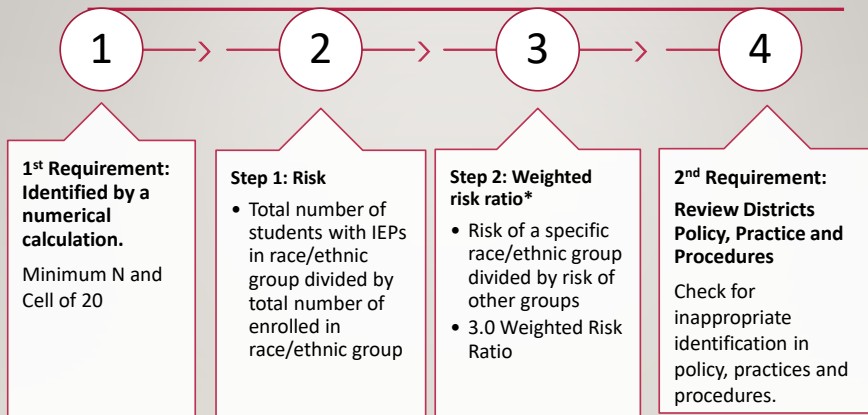 1
2
3
4
1st Requirement:
Identified by a
numerical
calculation.
Minimum N and
Cell of 20
Step 1: Risk
• Total number of
students with IEPs
in race/ethnic
group divided by
total number of
enrolled in
race/ethnic group
Step 2: Weighted
risk ratio*
• Risk of a specific
race/ethnic group
divided by risk of
other groups
• 3.0 Weighted Risk
Ratio
2nd Requirement:
Review Districts
Policy, Practice and
Procedures
Check for
inappropriate
identification in
policy, practices and
procedures.